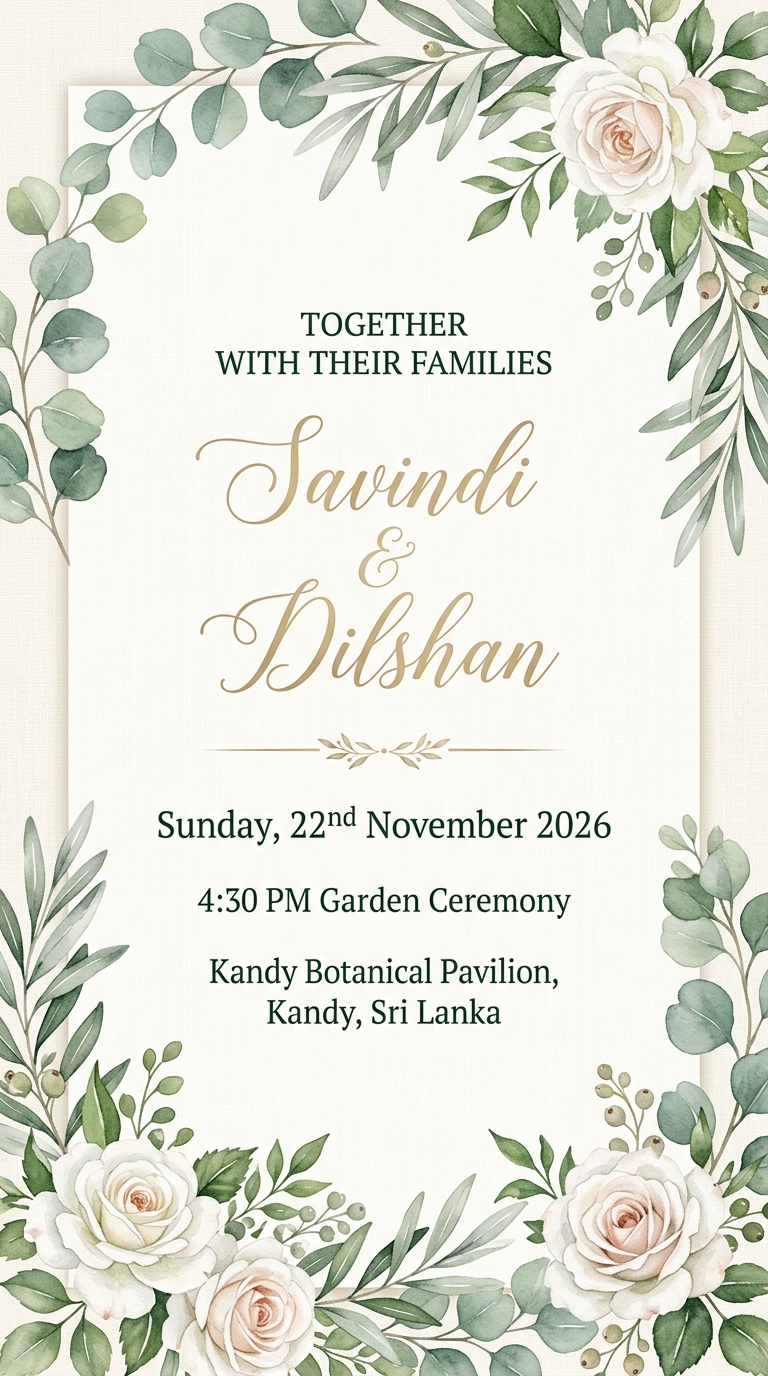 TOGETHER
WITH THEIR FAMILIES
Savindi
&
Dilshan
Sunday, 22nd November 2026
4:30 PM Garden Ceremony
Kandy Botanical Pavilion,
Kandy, Sri Lanka